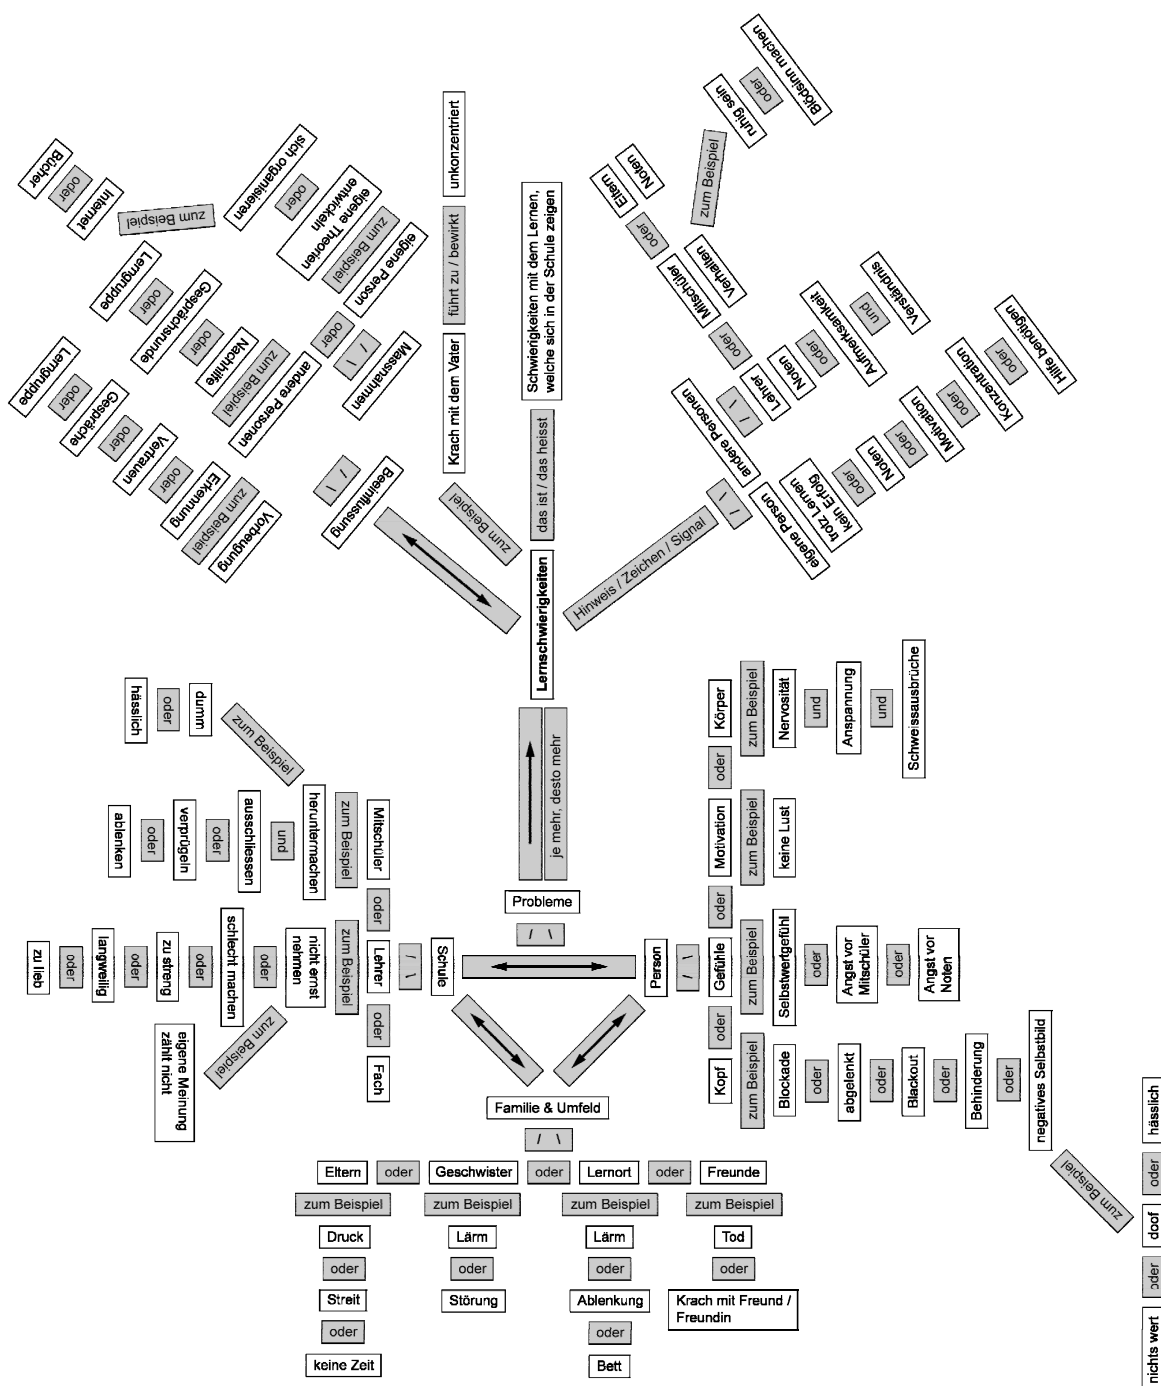 Blödsinn machen
oder
ruhig sein
zum Beispiel
Noten
Eltern
oder
Mitschüler
Verhalten
oder
Lehrer
/ \
andere Personen
Verständnis
und
Aufmerksamkeit
oder
Noten
Hilfe benötigen
oder
Konzentration
oder
Motivation
oder
Noten
oder
trotz Lernen
kein Erfolg
eigene Person
/ \
Hinweis / Zeichen / Signal
Schwierigkeiten mit dem Lernen,
welche sich in der Schule zeigen
das ist / das heisst
Lernschwierigkeiten
unkonzentriert
führt zu / bewirkt
Krach mit dem Vater
zum Beispiel
Bücher
oder
Internet
zum Beispiel
sich organisieren
oder
eigene Theorien
entwickeln
zum Beispiel
eigene Person
oder
/ \
Massnahmen
Lerngruppe
oder
Gesprächsrunde
oder
Nachhilfe
zum Beispiel
andere Personen
Lerngruppe
oder
Gespräche
oder
Vertrauen
oder
Erkennung
zum Beispiel
Vorbeugung
/ \
Beeinflussung
je mehr, desto mehr
Probleme
/ \
hässlich
oder
dumm
zum Beispiel
ablenken
oder
verprügeln
oder
ausschliessen
und
heruntermachen
zum Beispiel
Mitschüler
oder
zu lieb
oder
langweilig
oder
zu streng
oder
schlecht machen
oder
nicht ernst
nehmen
zum Beispiel
Lehrer
/ \
Schule
eigene Meinung
zählt nicht
zum Beispiel
oder
Fach
Person
/ \
Körper
zum Beispiel
Nervosität
und
Anspannung
und
Schweissausbrüche
oder
Motivation
zum Beispiel
keine Lust
oder
Gefühle
zum Beispiel
Selbstwertgefühl
oder
Angst vor
Mitschüler
oder
Angst vor
Noten
oder
Kopf
zum Beispiel
Blockade
oder
abgelenkt
oder
Blackout
oder
Behinderung
oder
negatives Selbstbild
zum Beispiel
hässlich
oder
doof
oder
nichts wert
Familie & Umfeld
/ \
Eltern oder Geschwister oder Lernort oder Freunde
zum Beispiel zum Beispiel zum Beispiel zum Beispiel
Druck Lärm Lärm Tod
oder oder oder oder
Streit Störung Ablenkung Krach mit Freund /
Freundin
oder oder
keine Zeit Bett